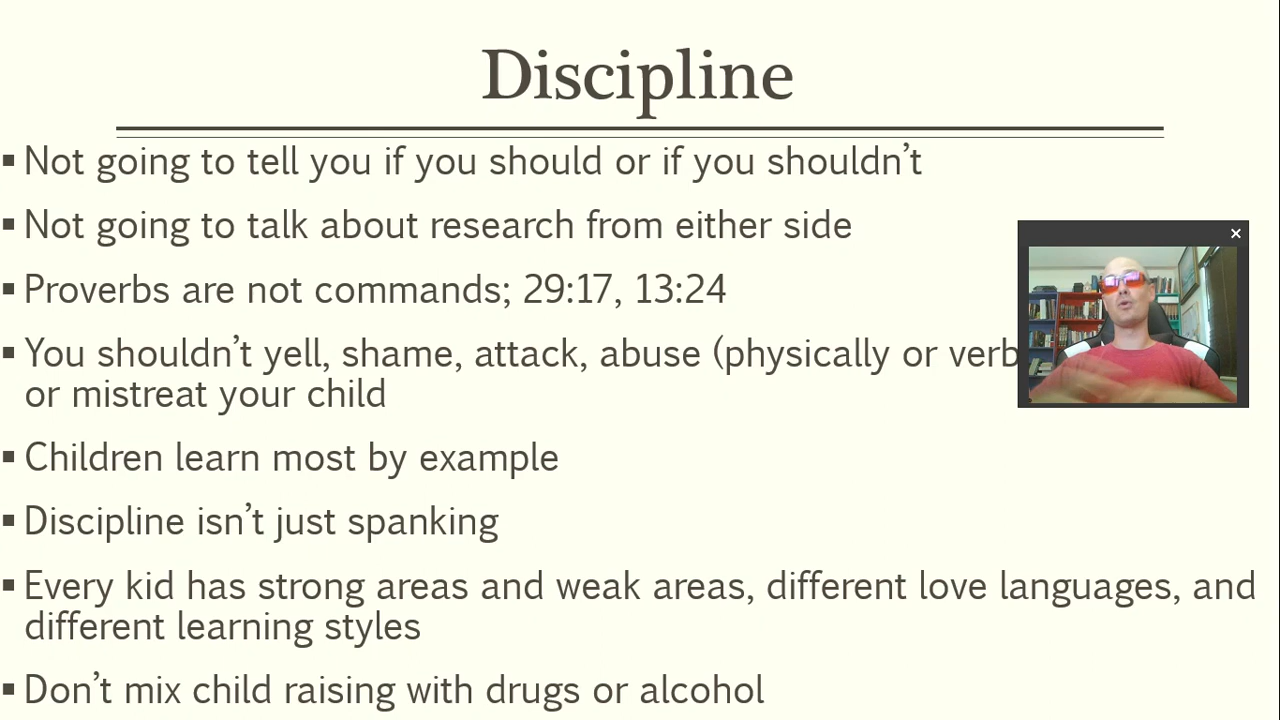 Discipline
Not going to tell you if you should or if you shouldn't
Not going to talk about research from either side
Proverbs are not commands; 29:17, 13:24
You shouldn't yell, shame, attack, abuse (physically or verb
or mistreat your child
Children learn most by example
Discipline isn't just spanking
Every kid has strong areas and weak areas, different love languages, and
different learning styles
Don't mix child raising with drugs or alcohol